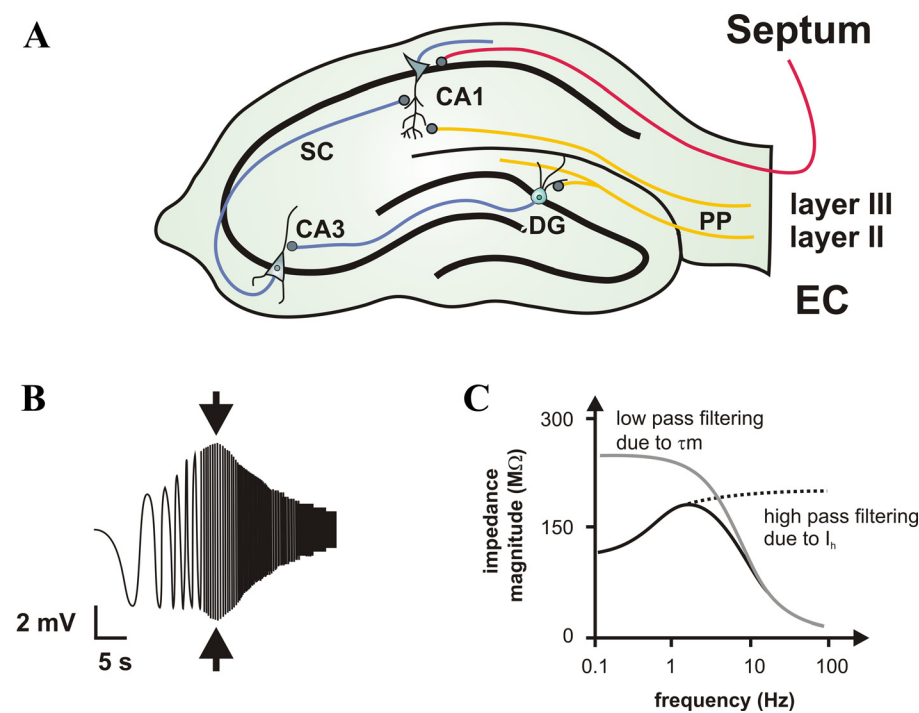 A
Septum
CA1
SC
CA3
DG
PP
layer III
layer II
EC
B
2 mV
5 s
C
300
150
0
impedance
magnitude (MΩ)
low pass filtering
due to τm
high pass filtering
due to Ih
0.1
1
10
100
frequency (Hz)